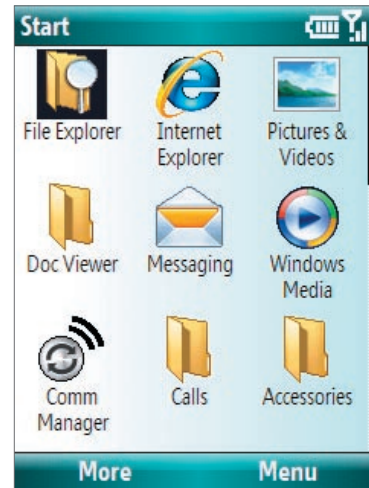 Start
File Explorer
Internet
Explorer
Pictures &
Videos
Doc Viewer
Messaging
Windows
Media
Comm
Manager
Calls
Accessories
More
Menu